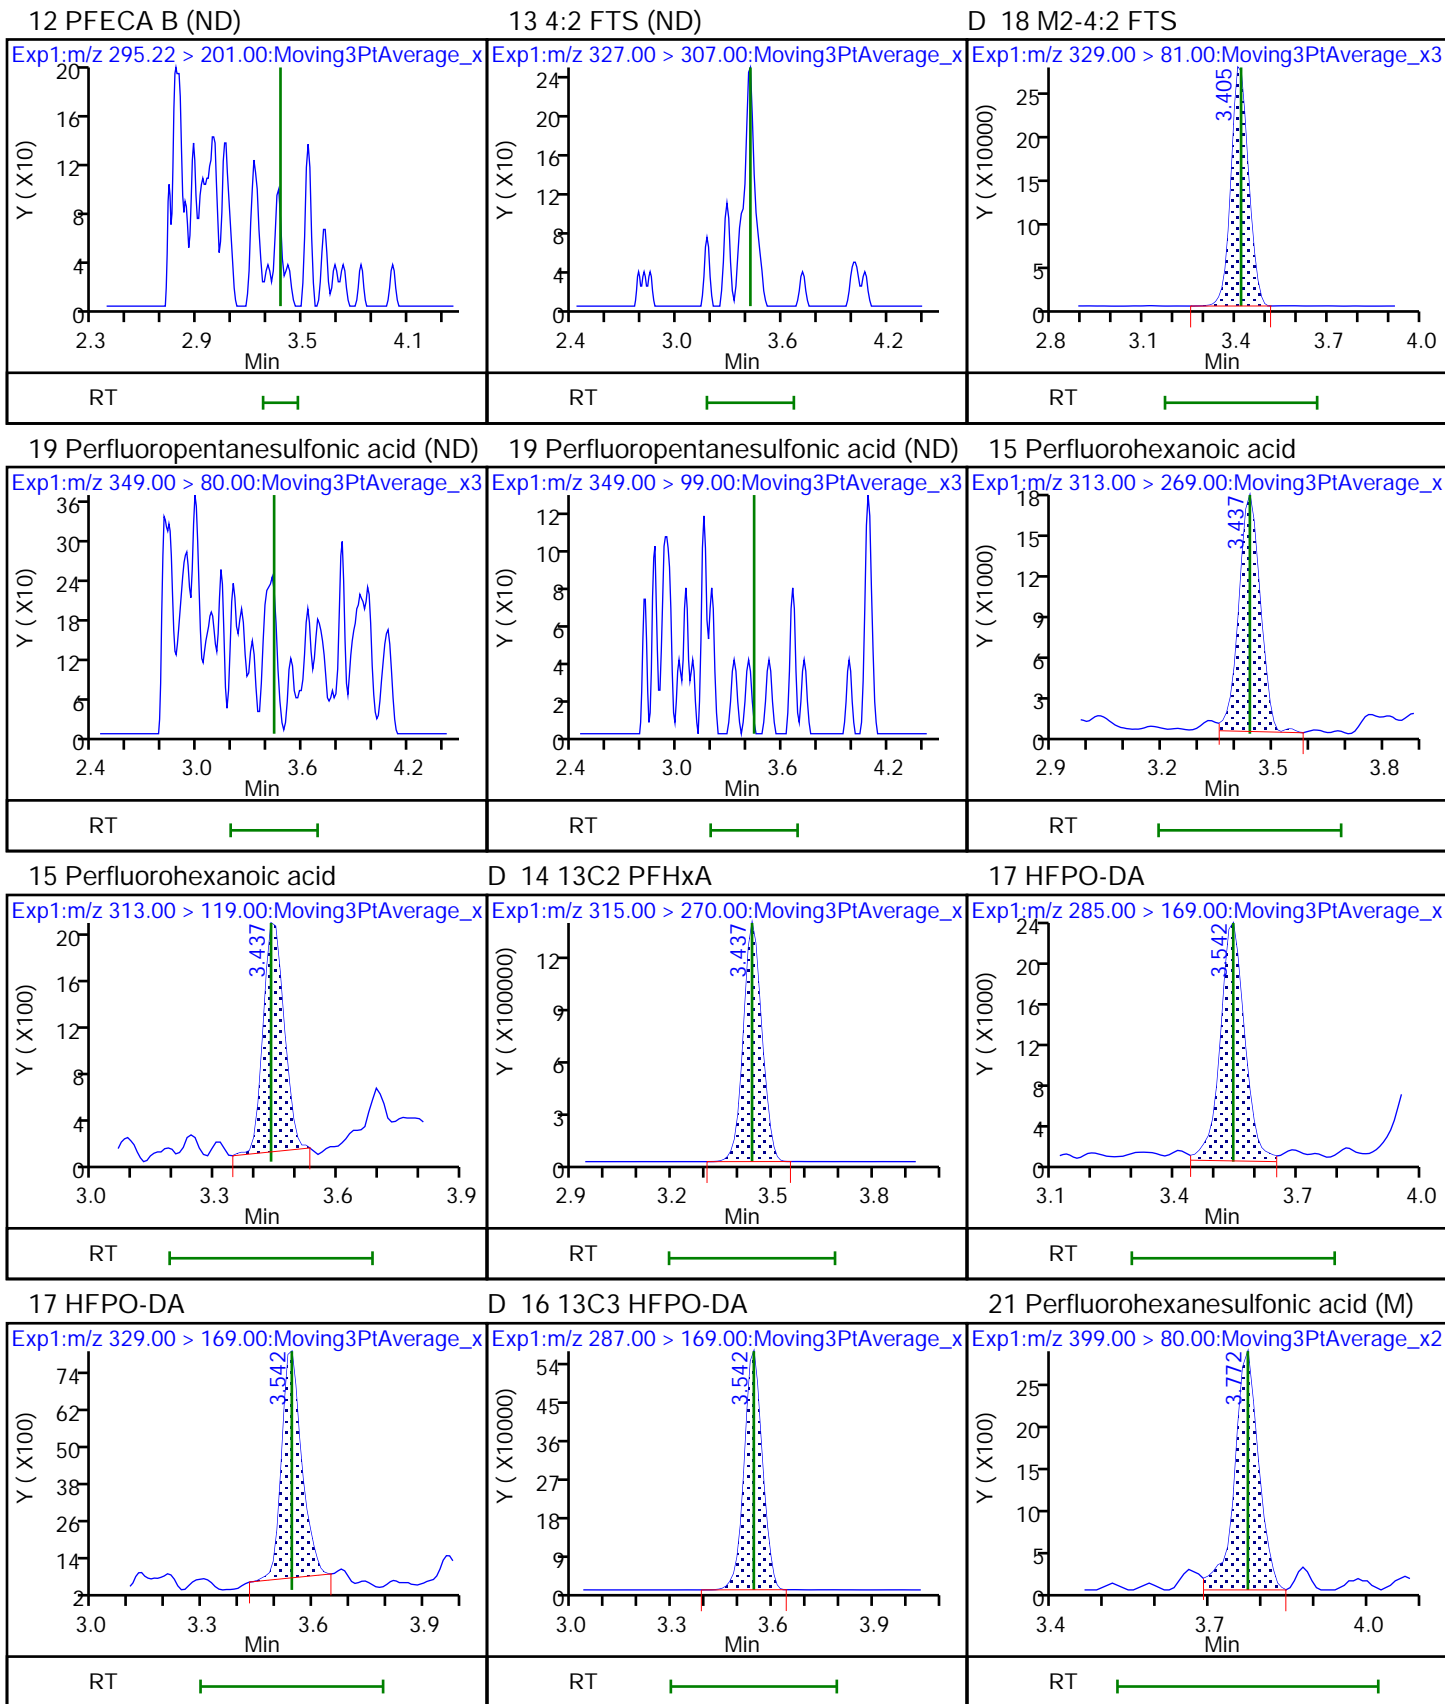 12 PFECA B (ND)
Exp1:m/z 295.22 > 201.00:Moving3PtAverage_x
Y ( X10)
20
16
12
8
4
0
2.3 2.9 3.5 4.1
Min
RT
13 4:2 FTS (ND)
Exp1:m/z 327.00 > 307.00:Moving3PtAverage_x
Y ( X10)
24
20
16
12
8
4
0
2.4 3.0 3.6 4.2
Min
RT
D 18 M2-4:2 FTS
Exp1:m/z 329.00 > 81.00:Moving3PtAverage_x3
3.405
Y ( X10000)
25
20
15
10
5
0
2.8 3.1 3.4 3.7 4.0
Min
RT
19 Perfluoropentanesulfonic acid (ND)
Exp1:m/z 349.00 > 80.00:Moving3PtAverage_x3
Y ( X10)
36
30
24
18
12
6
0
2.4 3.0 3.6 4.2
Min
RT
19 Perfluoropentanesulfonic acid (ND)
Exp1:m/z 349.00 > 99.00:Moving3PtAverage_x3
Y ( X10)
12
10
8
6
4
2
0
2.4 3.0 3.6 4.2
Min
RT
15 Perfluorohexanoic acid
Exp1:m/z 313.00 > 269.00:Moving3PtAverage_x
3.437
Y ( X1000)
18
15
12
9
6
3
0
2.9 3.2 3.5 3.8
Min
RT
15 Perfluorohexanoic acid
Exp1:m/z 313.00 > 119.00:Moving3PtAverage_x
3.437
Y ( X100)
20
16
12
8
4
0
3.0 3.3 3.6 3.9
Min
RT
D 14 13C2 PFHxA
Exp1:m/z 315.00 > 270.00:Moving3PtAverage_x
3.437
Y ( X100000)
12
9
6
3
0
2.9 3.2 3.5 3.8
Min
RT
17 HFPO-DA
Exp1:m/z 285.00 > 169.00:Moving3PtAverage_x
3.542
Y ( X1000)
24
20
16
12
8
4
0
3.1 3.4 3.7 4.0
Min
RT
17 HFPO-DA
Exp1:m/z 329.00 > 169.00:Moving3PtAverage_x
3.542
Y ( X100)
74
62
50
38
26
14
2
3.0 3.3 3.6 3.9
Min
RT
D 16 13C3 HFPO-DA
Exp1:m/z 287.00 > 169.00:Moving3PtAverage_x
3.542
Y ( X10000)
54
45
36
27
18
9
0
3.0 3.3 3.6 3.9
Min
RT
21 Perfluorohexanesulfonic acid (M)
Exp1:m/z 399.00 > 80.00:Moving3PtAverage_x2
3.772
Y ( X100)
25
20
15
10
5
0
3.4 3.7 4.0
Min
RT